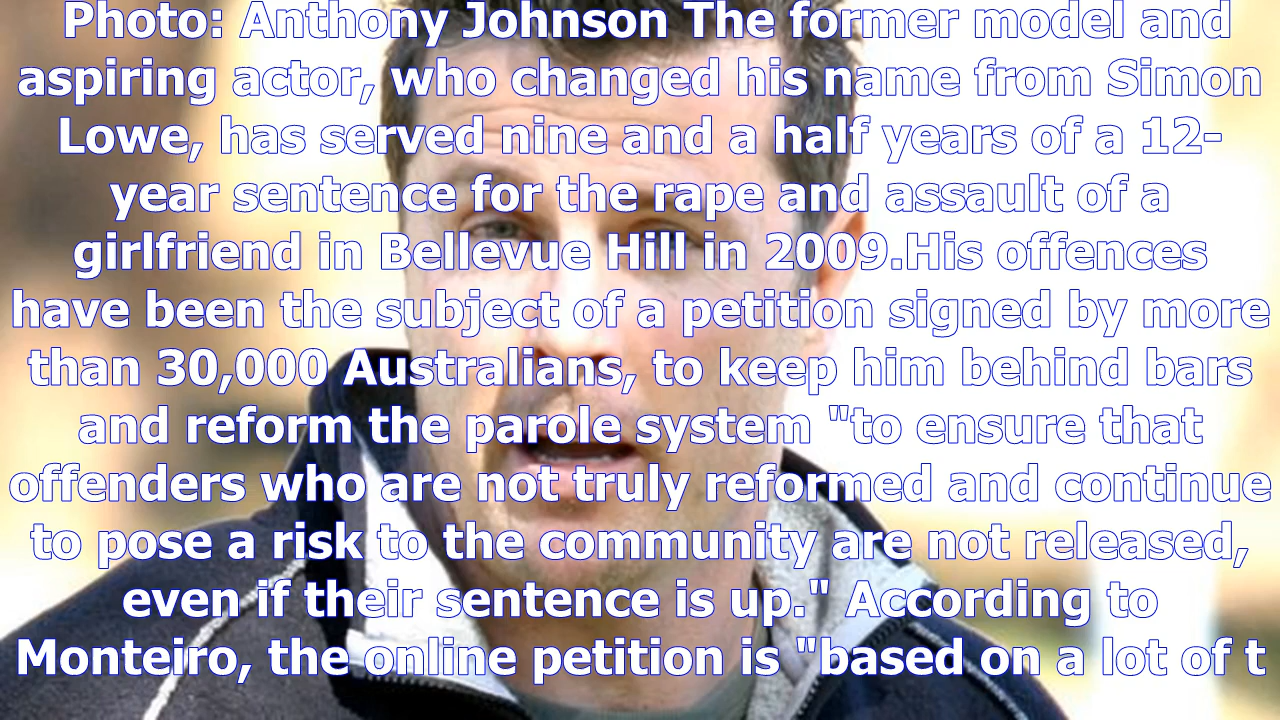 Photo: Anthony Johnson The former model and
aspiring actor, who changed his name from Simon
Lowe, has served nine and a half years of a 12-
year sentence for the rape and assault of a
girlfriend in Bellevue Hill in 2009.His offences
have been the subject of a petition signed by more
than 30,000 Australians, to keep him behind bars
and reform the parole system "to ensure that
offenders who are not truly reformed and continue
to pose a risk to the community are not released,
even if their sentence is up." According to
Monteiro, the online petition is "based on a lot of t